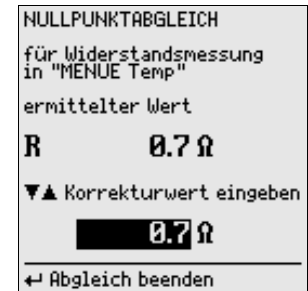 NULLPUNKTABGLEICH
für Widerstandsmessung
in "MENUE Temp"
ermittelter Wert
R 0.7 Ω
▼▲ Korrekturwert eingeben
0.7 Ω
↵ Abgleich beenden